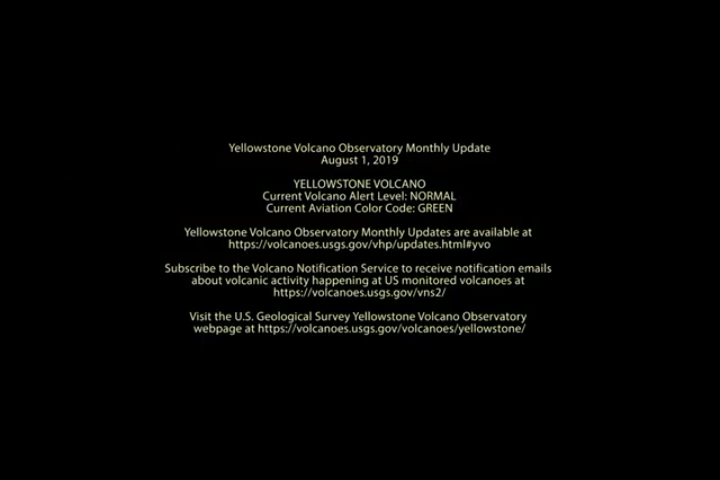 Yellowstone Volcano Observatory Monthly Update
August 1, 2019
YELLOWSTONE VOLCANO
Current Volcano Alert Level: NORMAL
Current Aviation Color Code: GREEN
Yellowstone Volcano Observatory Monthly Updates are available at
https://volcanoes.usgs.gov/vhp/updates.html#yvo
Subscribe to the Volcano Notification Service to receive notification emails
about volcanic activity happening at US monitored volcanoes at
https://volcanoes.usgs.gov/vns2/
Visit the U.S. Geological Survey Yellowstone Volcano Observatory
webpage at https://volcanoes.usgs.gov/volcanoes/yellowstone/